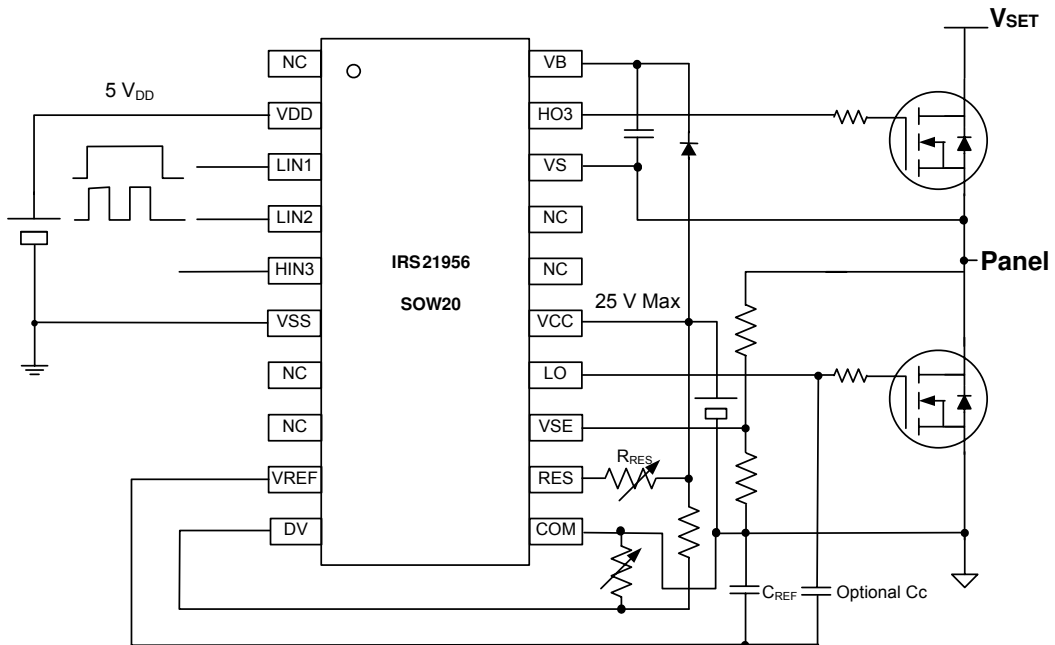 VSET
NC
VB
5 VDD
VDD
HO3
LIN1
VS
LIN2
NC
HIN3
IRS21956
NC
Panel
SOW20
25 V Max
VSS
VCC
NC
LO
NC
VSE
RRES
VREF
RES
DV
COM
CREF
Optional Cc